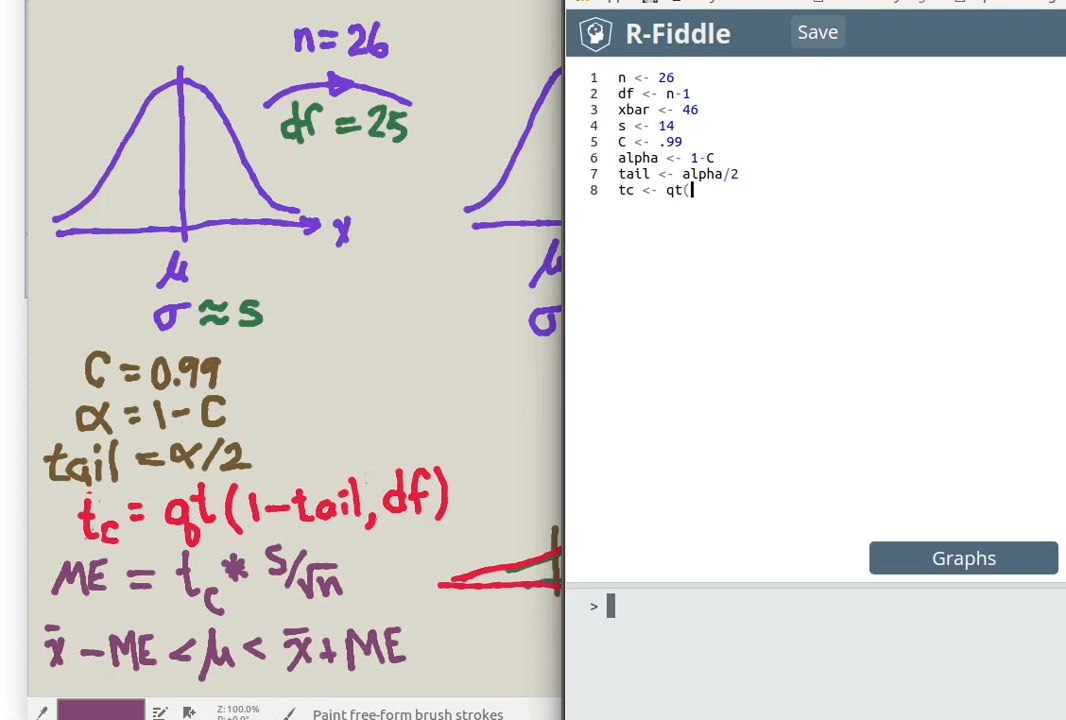 n = 26
df = 25
x
μ
σ ≈ s
C = 0.99
α = 1 - C
tail = α/2
tc = qt(1-tail, df)
ME = tc * s/√n
x̄ - ME < μ < x̄ + ME
Z: 100.0%
Paint free-form brush strokes
μ
σ
R-Fiddle
Save
1 n <- 26
2 df <- n-1
3 xbar <- 46
4 s <- 14
5 C <- .99
6 alpha <- 1-C
7 tail <- alpha/2
8 tc <- qt(
Graphs
>